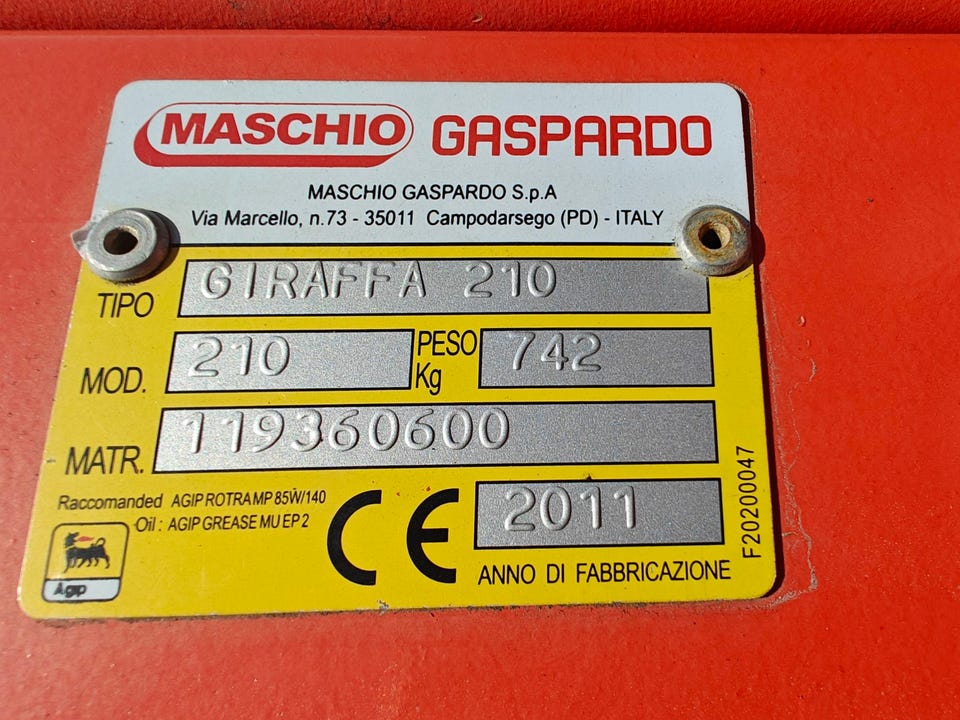 MASCHIO GASPARDO
MASCHIO GASPARDO S.p.A
Via Marcello, n.73 - 35011 Campodarsego (PD) - ITALY
TIPO GIRAFFA 210
MOD. 210 PESO Kg 742
MATR. 119360600
Raccomanded AGIP ROTRA MP 85W/140
Oil : AGIP GREASE MU EP 2
Agip
CE 2011
ANNO DI FABBRICAZIONE
F20200047